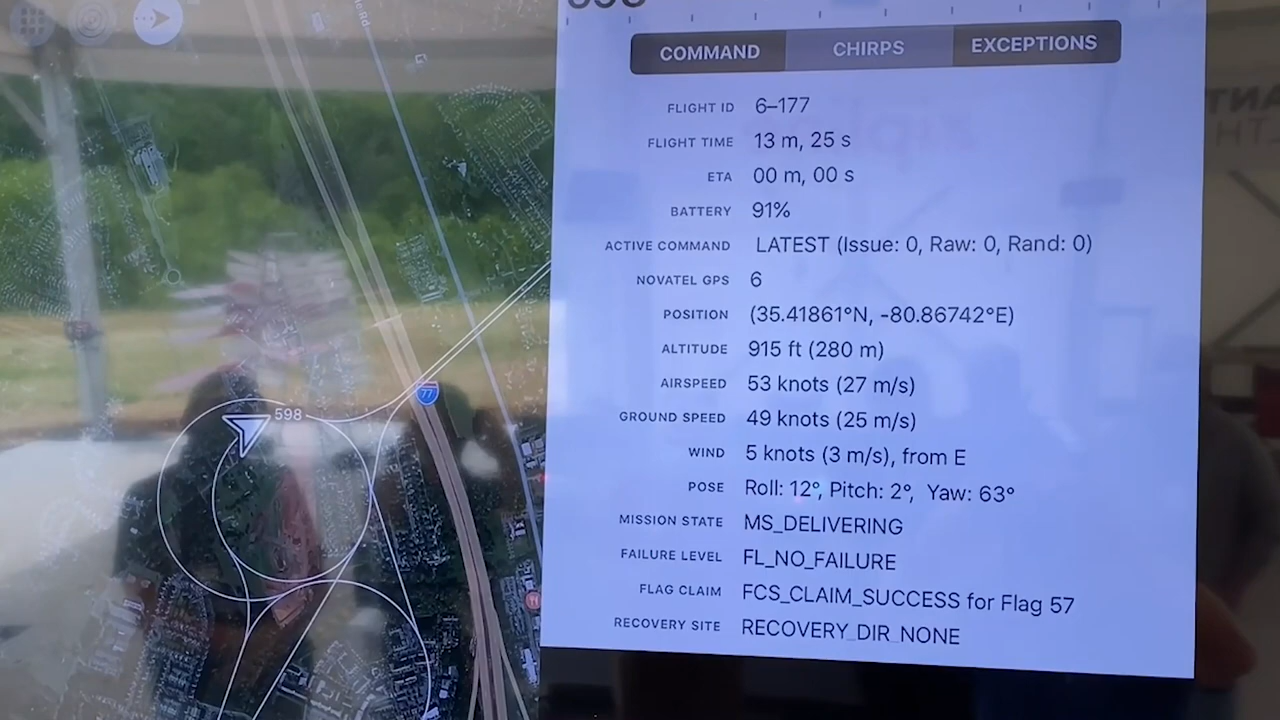 598
COMMAND CHIRPS EXCEPTIONS
FLIGHT ID 6–177
FLIGHT TIME 13 m, 25 s
ETA 00 m, 00 s
BATTERY 91%
ACTIVE COMMAND LATEST (Issue: 0, Raw: 0, Rand: 0)
NOVATEL GPS 6
POSITION (35.41861°N, -80.86742°E)
ALTITUDE 915 ft (280 m)
AIRSPEED 53 knots (27 m/s)
GROUND SPEED 49 knots (25 m/s)
WIND 5 knots (3 m/s), from E
POSE Roll: 12°, Pitch: 2°, Yaw: 63°
MISSION STATE MS_DELIVERING
FAILURE LEVEL FL_NO_FAILURE
FLAG CLAIM FCS_CLAIM_SUCCESS for Flag 57
RECOVERY SITE RECOVERY_DIR_NONE
77
598